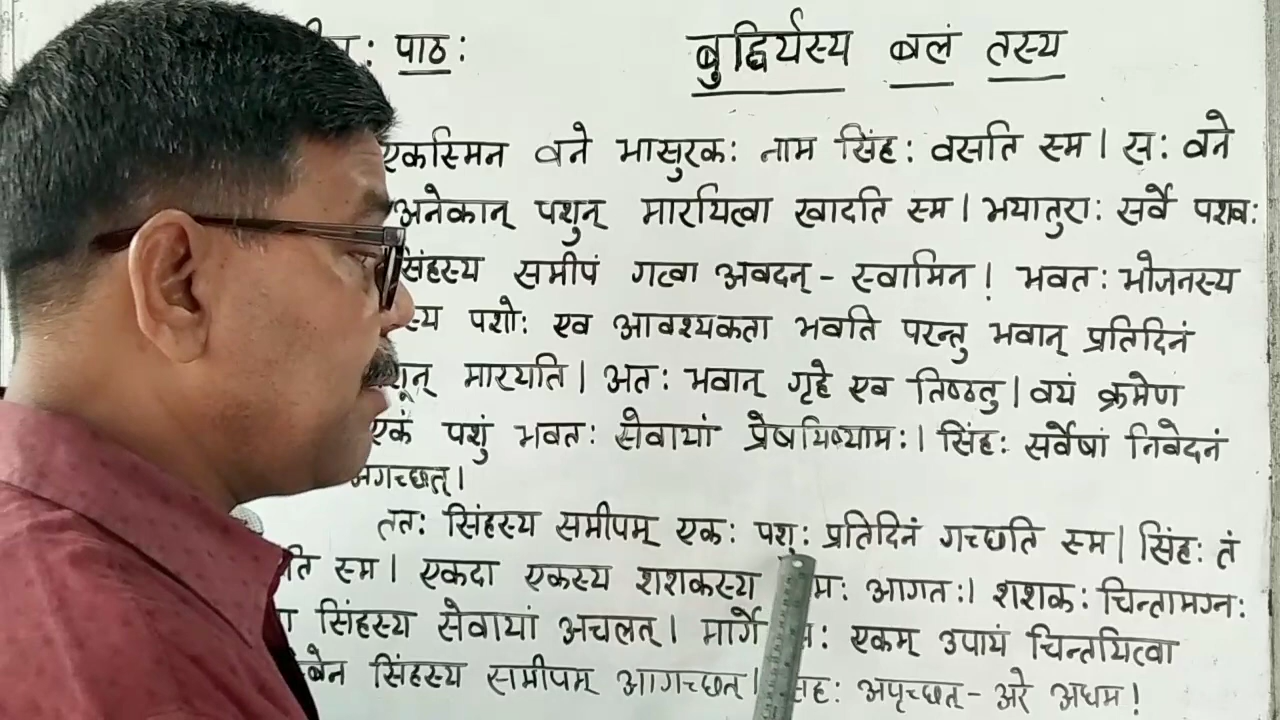 पाठः बुद्धिर्यस्य बलं तस्य
एकस्मिन वने भासुरकः नाम सिंहः वसति स्म। सः वने
अनेकान् पशुन् मारयित्वा खादति स्म। भयातुराः सर्वे पशवः
सिंहस्य समीपं गत्वा अवदन् - स्वामिन! भवतः भोजनस्य
पशोः एव आवश्यकता भवति परन्तु भवान् प्रतिदिनं
मारयति। अतः भवान् गृहे एव तिष्ठतु। वयं क्रमेण
एकं पशुं भवतः सेवायां प्रेषयिष्यामः। सिंहः सर्वेषां निवेदनं
ततः सिंहस्य समीपम् एकः पशुः प्रतिदिनं गच्छति स्म। सिंहः तं
स्म। एकदा एकस्य शशकस्य आगतः। शशकः चिन्तामग्नः
सिंहस्य सेवायां अचलत्। मार्गे एकम् उपायं चिन्तयित्वा
सिंहस्य समीपम् आगच्छत्। अपृच्छत् - अरे अधम!